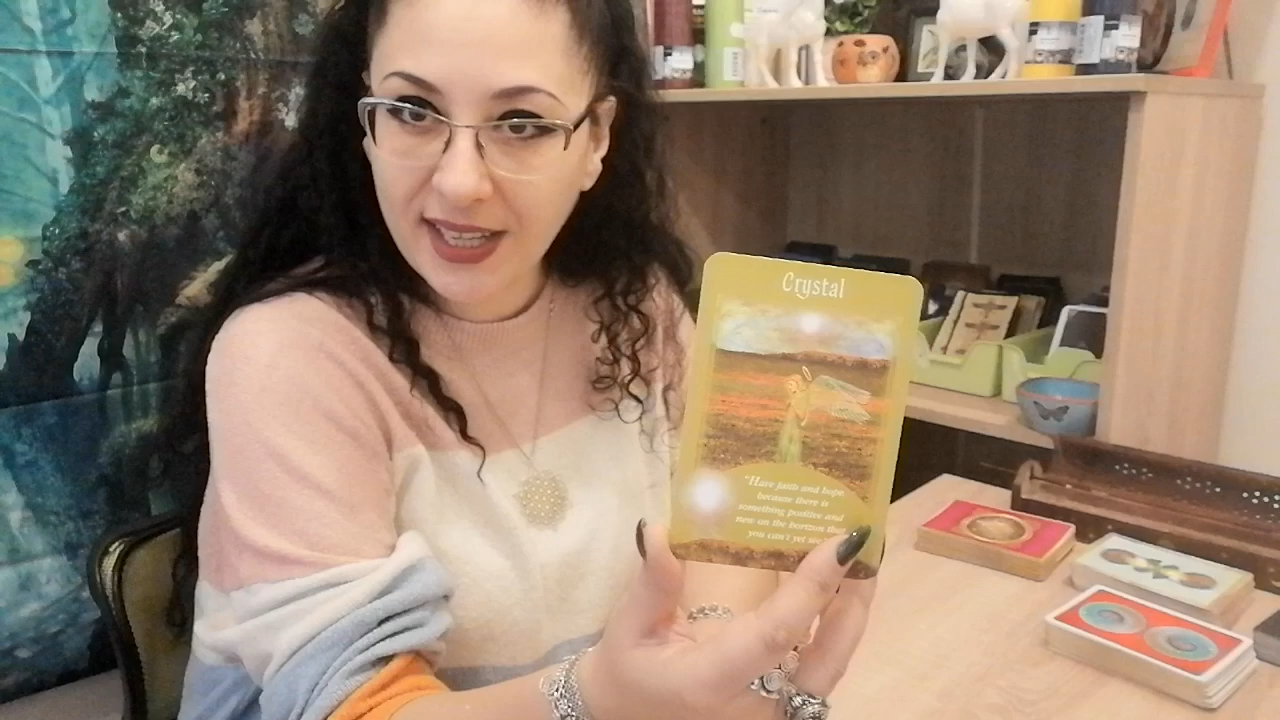 Crystal
"Have faith and hope,
because there is
something positive and
new on the horizon that
you can't yet see